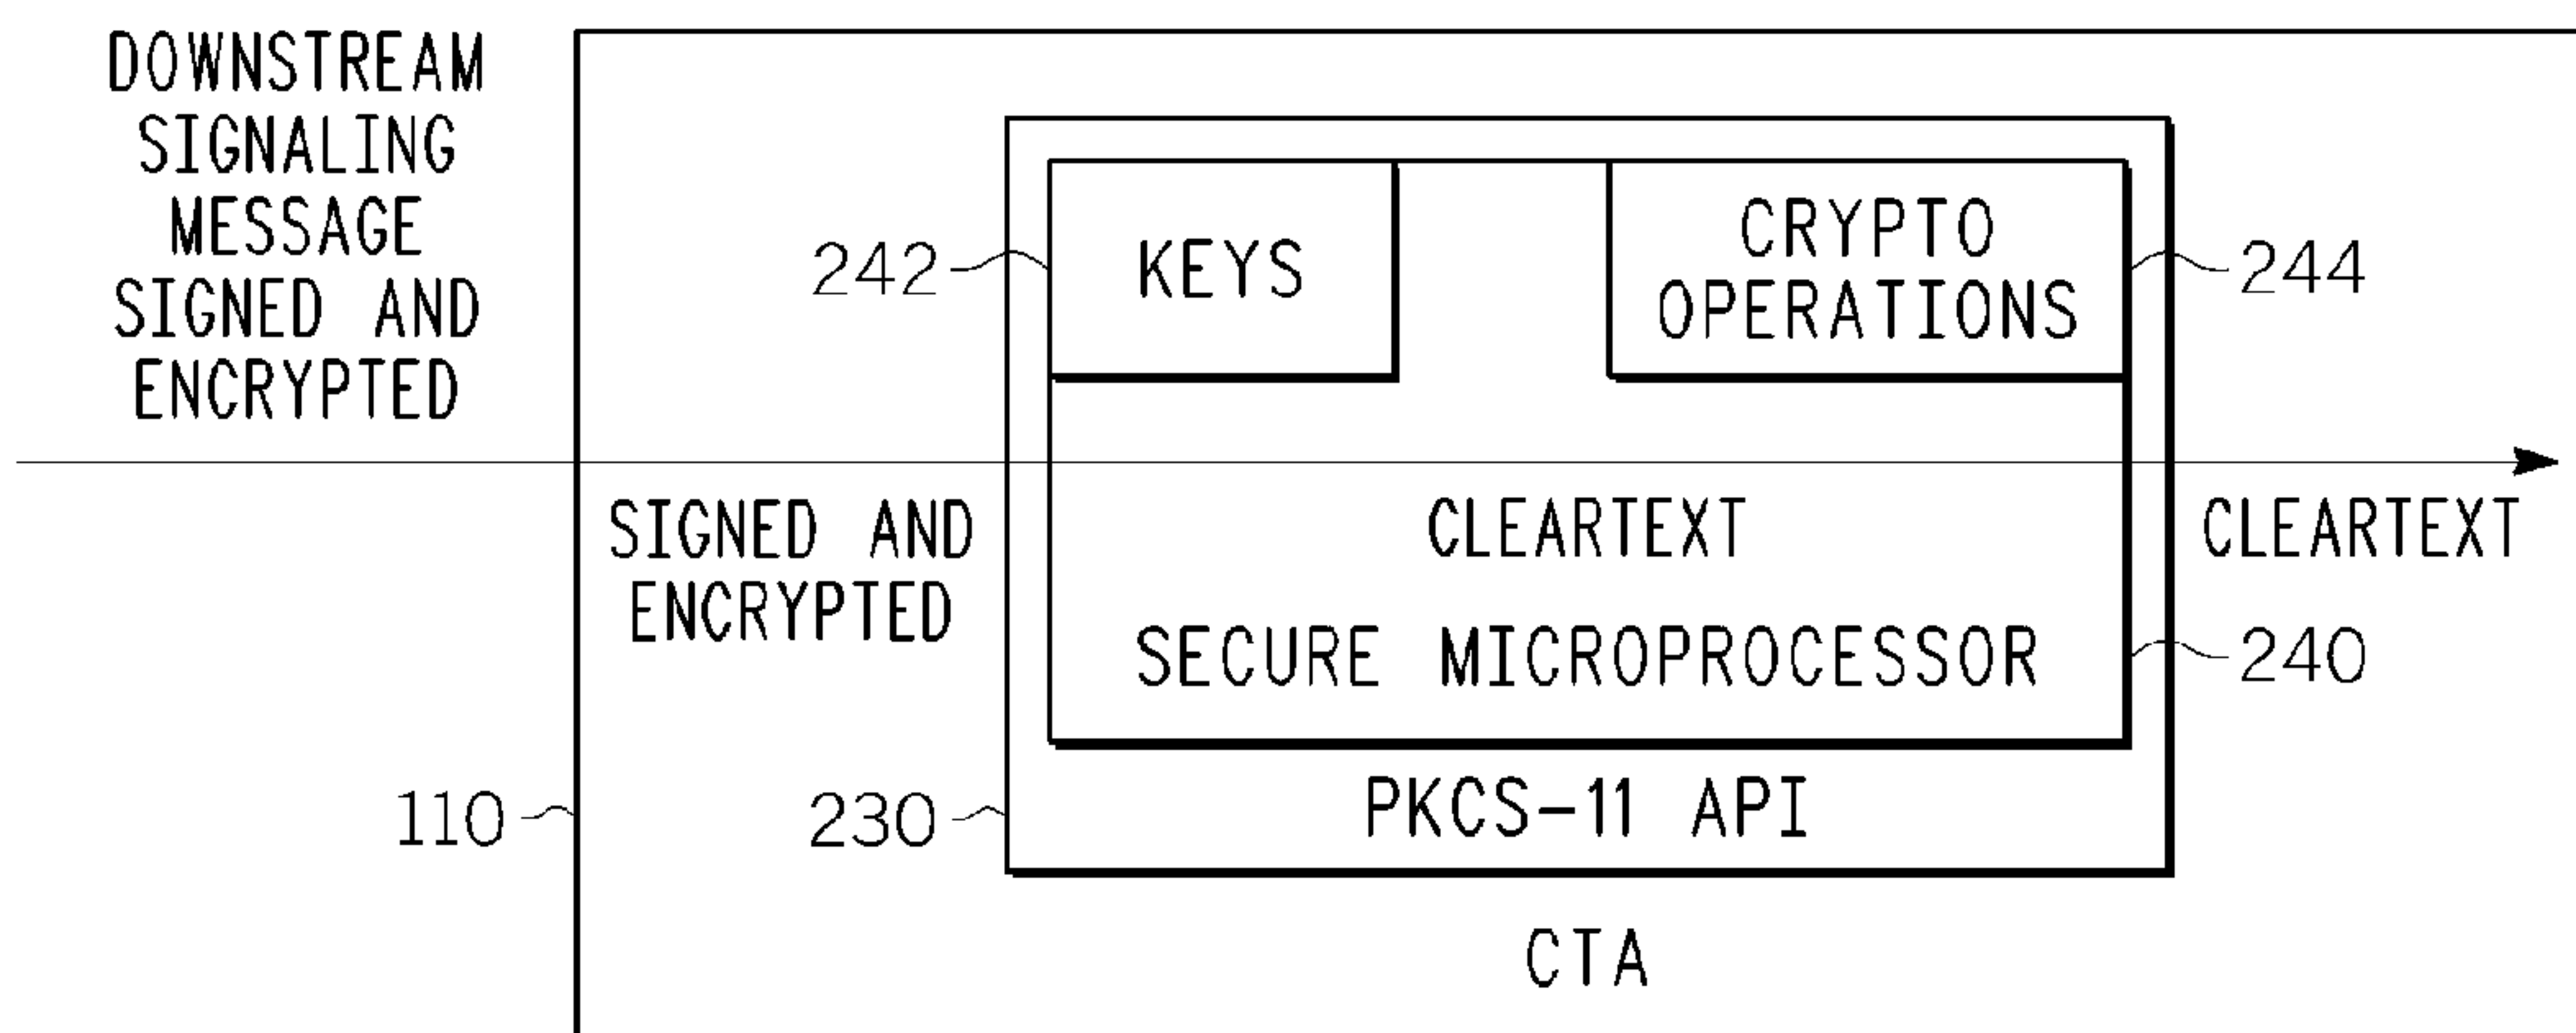 DOWNSTREAM
SIGNALING
MESSAGE
SIGNED AND
ENCRYPTED
242
KEYS
CRYPTO
OPERATIONS
244
SIGNED AND
ENCRYPTED
CLEARTEXT
CLEARTEXT
SECURE MICROPROCESSOR
240
110
230
PKCS-11 API
CTA